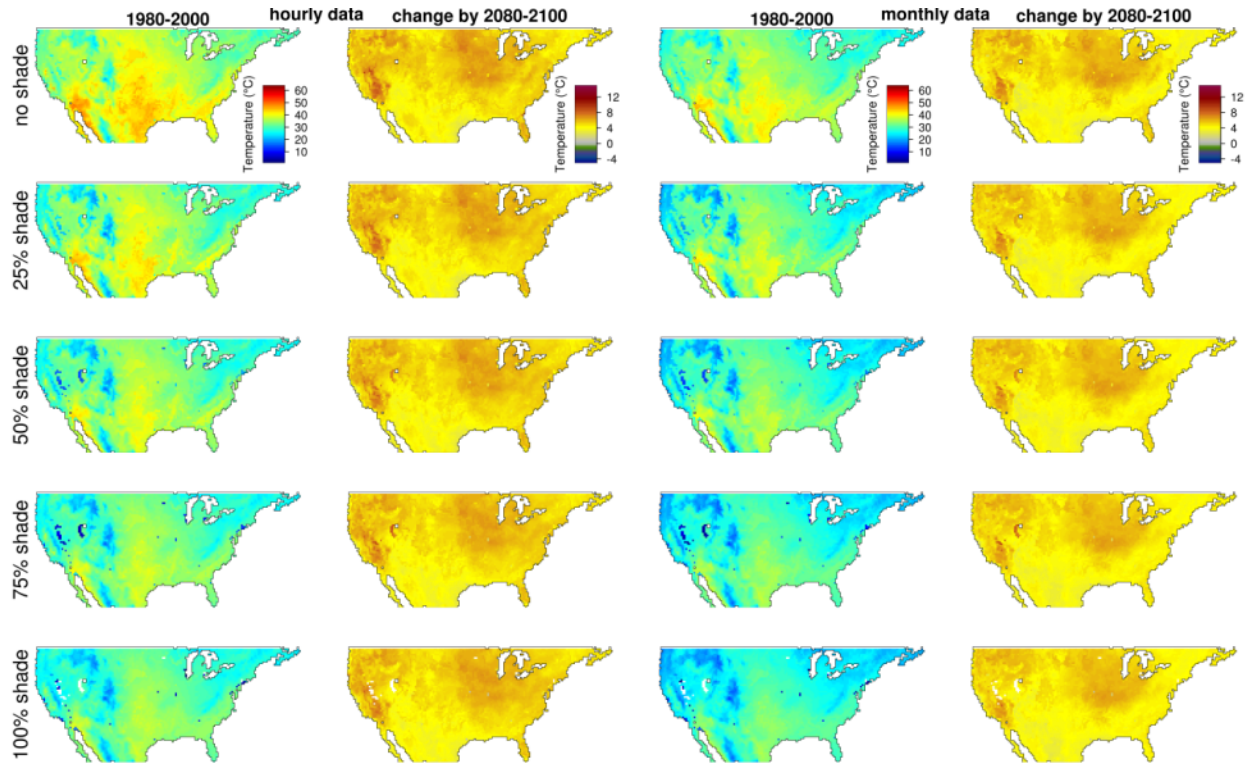 hourly data
monthly data
1980-2000
change by 2080-2100
1980-2000
change by 2080-2100
no shade
Temperature (°C)
60
50
40
30
20
10
Temperature (°C)
12
8
4
0
-4
Temperature (°C)
60
50
40
30
20
10
Temperature (°C)
12
8
4
0
-4
25% shade
50% shade
75% shade
100% shade